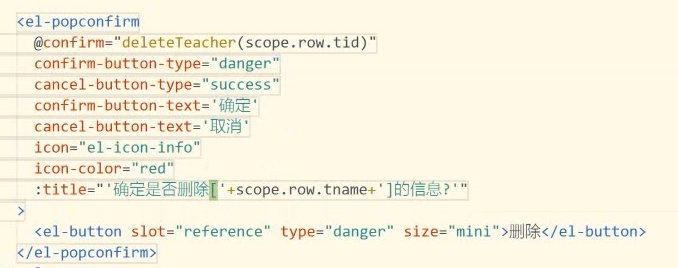 <el-popconfirm
@confirm="deleteTeacher(scope.row.tid)"
confirm-button-type="danger"
cancel-button-type="success"
confirm-button-text='确定'
cancel-button-text='取消'
icon="el-icon-info"
icon-color="red"
:title="'确定是否删除['+scope.row.tname+']的信息?'"
>
<el-button slot="reference" type="danger" size="mini">删除</el-button>
</el-popconfirm>